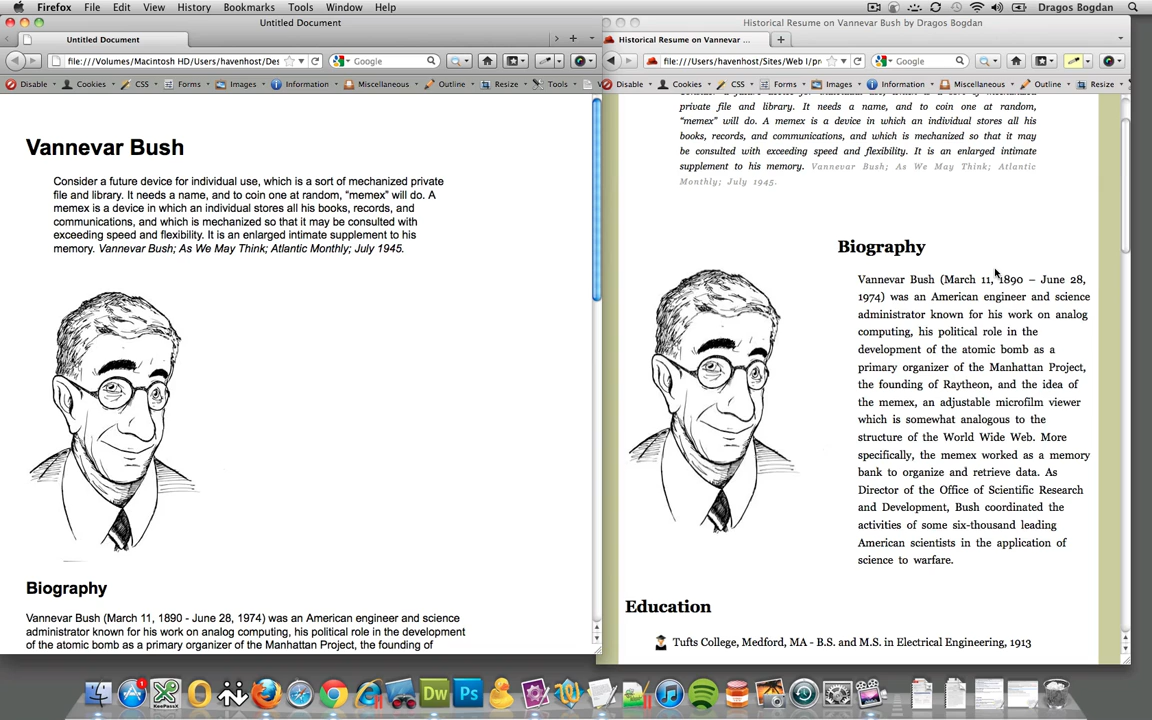 Firefox File Edit View History Bookmarks Tools Window Help Dragos Bogdan
Untitled Document
Untitled Document
file:///Volumes/Macintosh HD/Users/havenhost/Des
Google
Disable Cookies CSS Forms Images Information Miscellaneous Outline Resize Tools
Vannevar Bush
Consider a future device for individual use, which is a sort of mechanized private
file and library. It needs a name, and to coin one at random, “memex” will do. A
memex is a device in which an individual stores all his books, records, and
communications, and which is mechanized so that it may be consulted with
exceeding speed and flexibility. It is an enlarged intimate supplement to his
memory. Vannevar Bush; As We May Think; Atlantic Monthly; July 1945.
Biography
Vannevar Bush (March 11, 1890 - June 28, 1974) was an American engineer and science
administrator known for his work on analog computing, his political role in the development
of the atomic bomb as a primary organizer of the Manhattan Project, the founding of
Historical Resume on Vannevar Bush by Dragos Bogdan
Historical Resume on Vannevar ...
file:///Users/havenhost/Sites/Web I/pr
Google
Disable Cookies CSS Forms Images Information Miscellaneous Outline Resize
private file and library. It needs a name, and to coin one at random,
“memex” will do. A memex is a device in which an individual stores all his
books, records, and communications, and which is mechanized so that it may
be consulted with exceeding speed and flexibility. It is an enlarged intimate
supplement to his memory. Vannevar Bush; As We May Think; Atlantic
Monthly; July 1945.
Biography
Vannevar Bush (March 11, 1890 – June 28,
1974) was an American engineer and science
administrator known for his work on analog
computing, his political role in the
development of the atomic bomb as a
primary organizer of the Manhattan Project,
the founding of Raytheon, and the idea of
the memex, an adjustable microfilm viewer
which is somewhat analogous to the
structure of the World Wide Web. More
specifically, the memex worked as a memory
bank to organize and retrieve data. As
Director of the Office of Scientific Research
and Development, Bush coordinated the
activities of some six-thousand leading
American scientists in the application of
science to warfare.
Education
Tufts College, Medford, MA - B.S. and M.S. in Electrical Engineering, 1913
Dw Ps